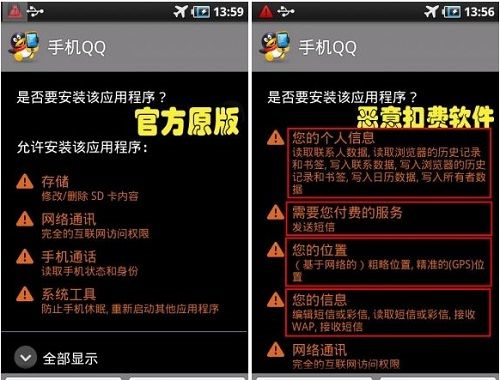 13:59
手机QQ
是否要安装该应用程序？
官方原版
允许安装该应用程序：
存储
修改/删除 SD 卡内容
网络通讯
完全的互联网访问权限
手机通话
读取手机状态和身份
系统工具
防止手机休眠, 重新启动其他应用程序
全部显示
13:56
手机QQ
是否要安装该应用程序？
恶意扣费软件
您的个人信息
读取联系人数据, 读取浏览器的历史记录
和书签, 写入联系数据, 写入浏览器的历史
记录和书签, 写入日历数据, 写入所有者数
据
需要您付费的服务
发送短信
您的位置
（基于网络的）粗略位置, 精准的(GPS)位
置
您的信息
编辑短信或彩信, 读取短信或彩信, 接收
WAP, 接收短信
网络通讯
完全的互联网访问权限